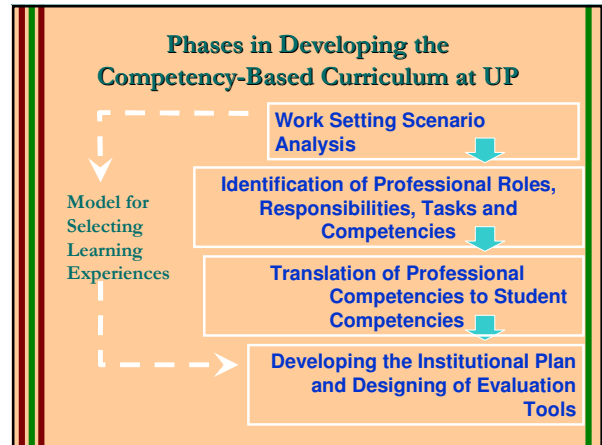 Phases in Developing the
Competency-Based Curriculum at UP
Work Setting Scenario
Analysis
Identification of Professional Roles,
Responsibilities, Tasks and
Competencies
Model for
Selecting
Learning
Experiences
Translation of Professional
Competencies to Student
Competencies
Developing the Institutional Plan
and Designing of Evaluation
Tools